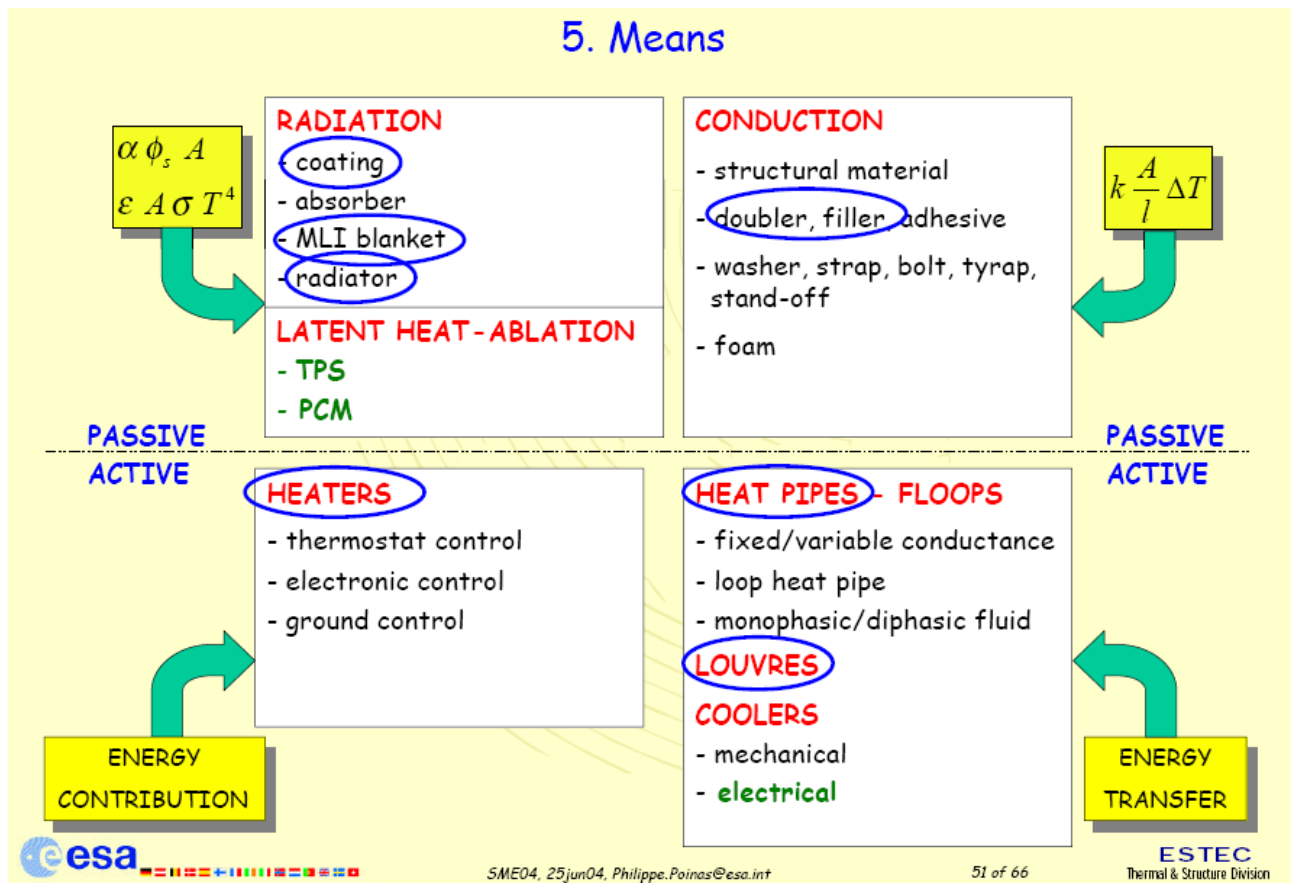 5. Means
α ϕs A
ε A σ T⁴
RADIATION
- coating
- absorber
- MLI blanket
- radiator
LATENT HEAT-ABLATION
- TPS
- PCM
CONDUCTION
- structural material
- doubler, filler, adhesive
- washer, strap, bolt, tyrap,
stand-off
- foam
k A/l ΔT
PASSIVE
ACTIVE
PASSIVE
ACTIVE
HEATERS
- thermostat control
- electronic control
- ground control
HEAT PIPES - FLOOPS
- fixed/variable conductance
- loop heat pipe
- monophasic/diphasic fluid
LOUVRES
COOLERS
- mechanical
- electrical
ENERGY
CONTRIBUTION
ENERGY
TRANSFER
esa
SME04, 25jun04, Philippe.Poinas@esa.int
51 of 66
ESTEC
Thermal & Structure Division